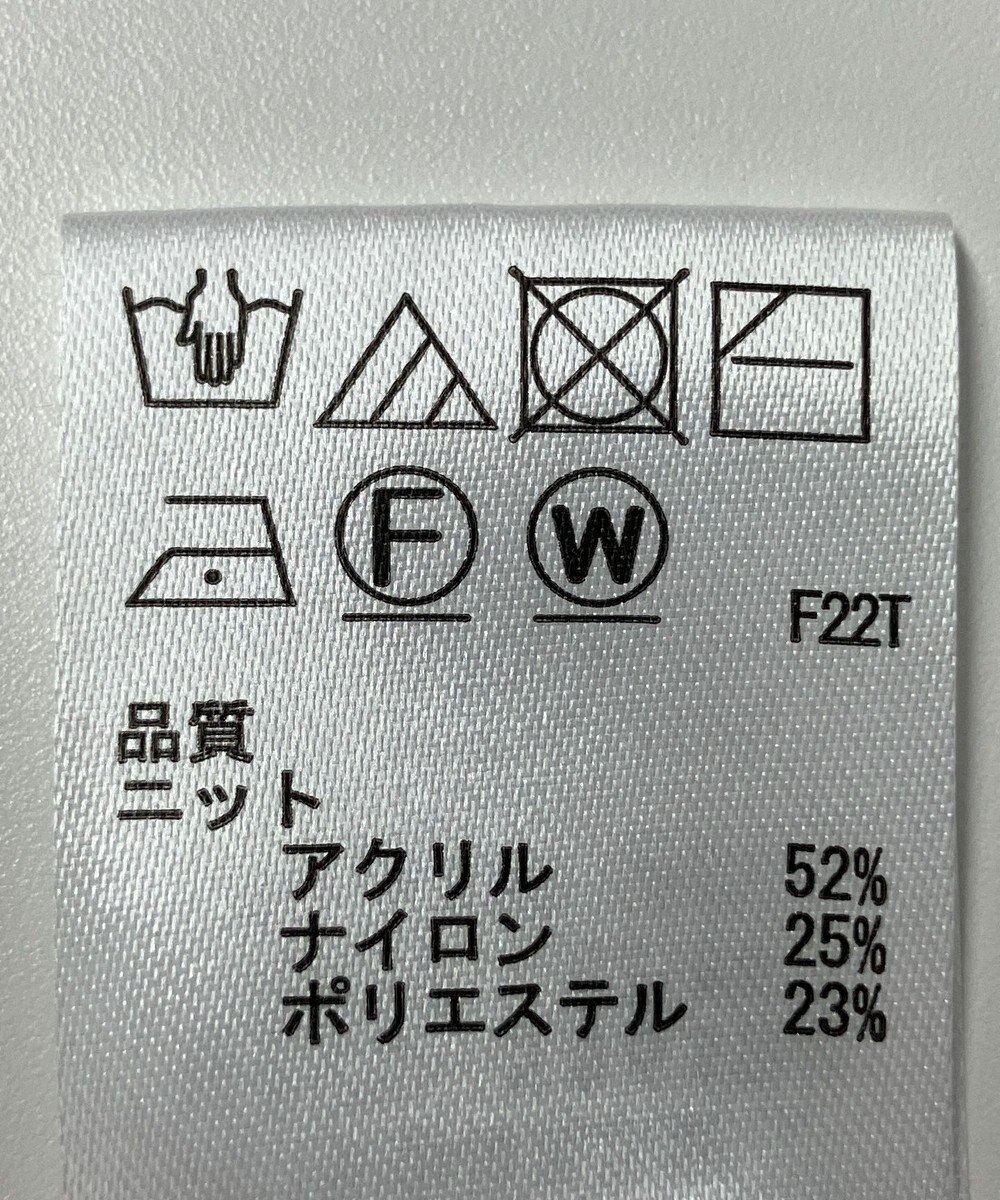 F W
F22T
品質
ニット
アクリル 52%
ナイロン 25%
ポリエステル 23%